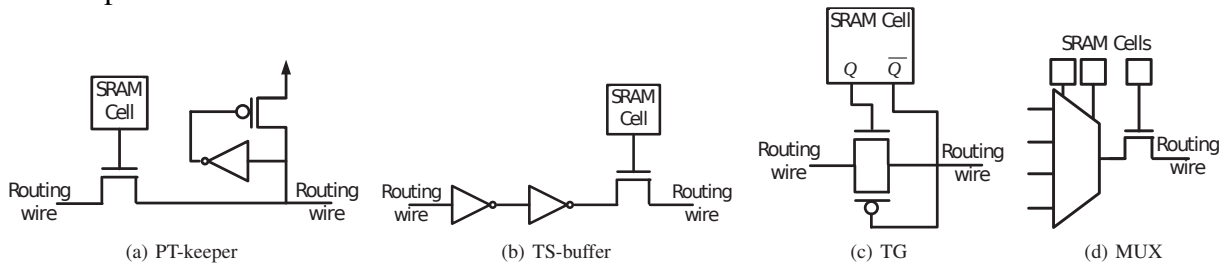 SRAM
Cell
Routing
wire
Routing
wire
(a) PT-keeper
SRAM
Cell
Routing
wire
Routing
wire
(b) TS-buffer
SRAM Cell
Q Q
Routing
wire
Routing
wire
(c) TG
SRAM Cells
Routing
wire
(d) MUX